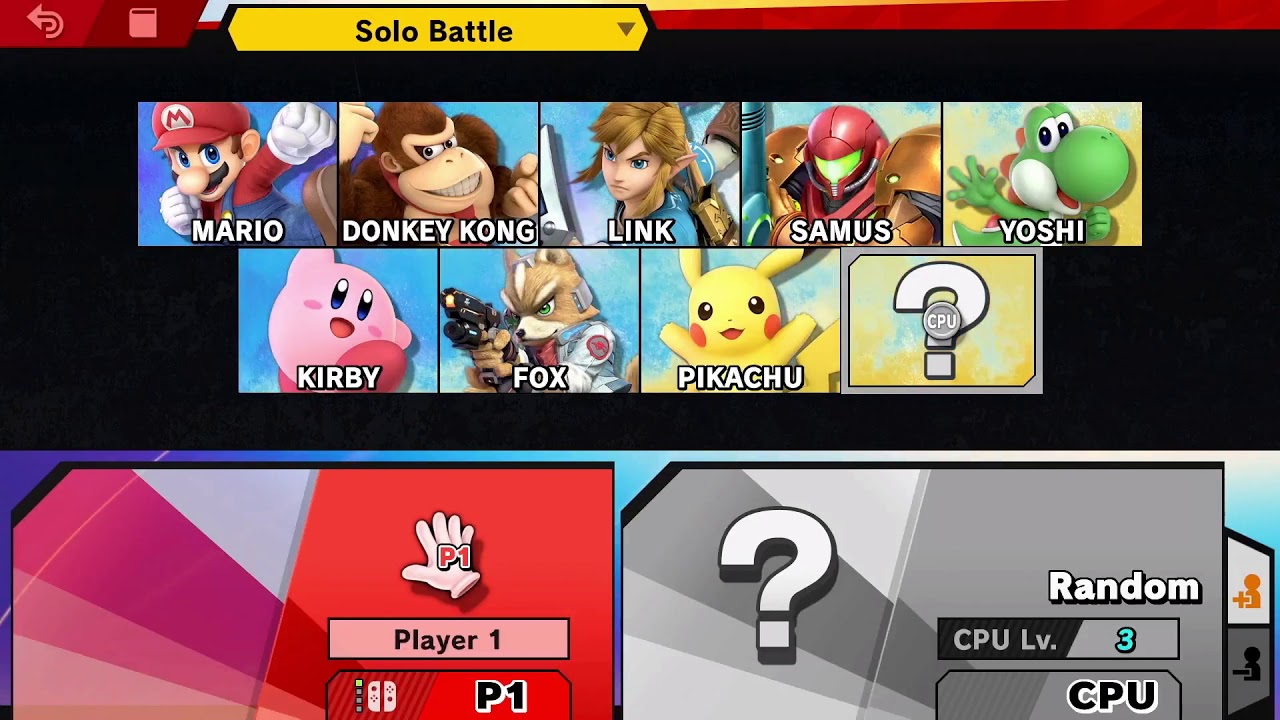 Solo Battle
M
MARIO
DONKEY KONG
LINK
SAMUS
YOSHI
KIRBY
FOX
PIKACHU
CPU
P1
Random
Player 1
CPU Lv. 3
P1
CPU